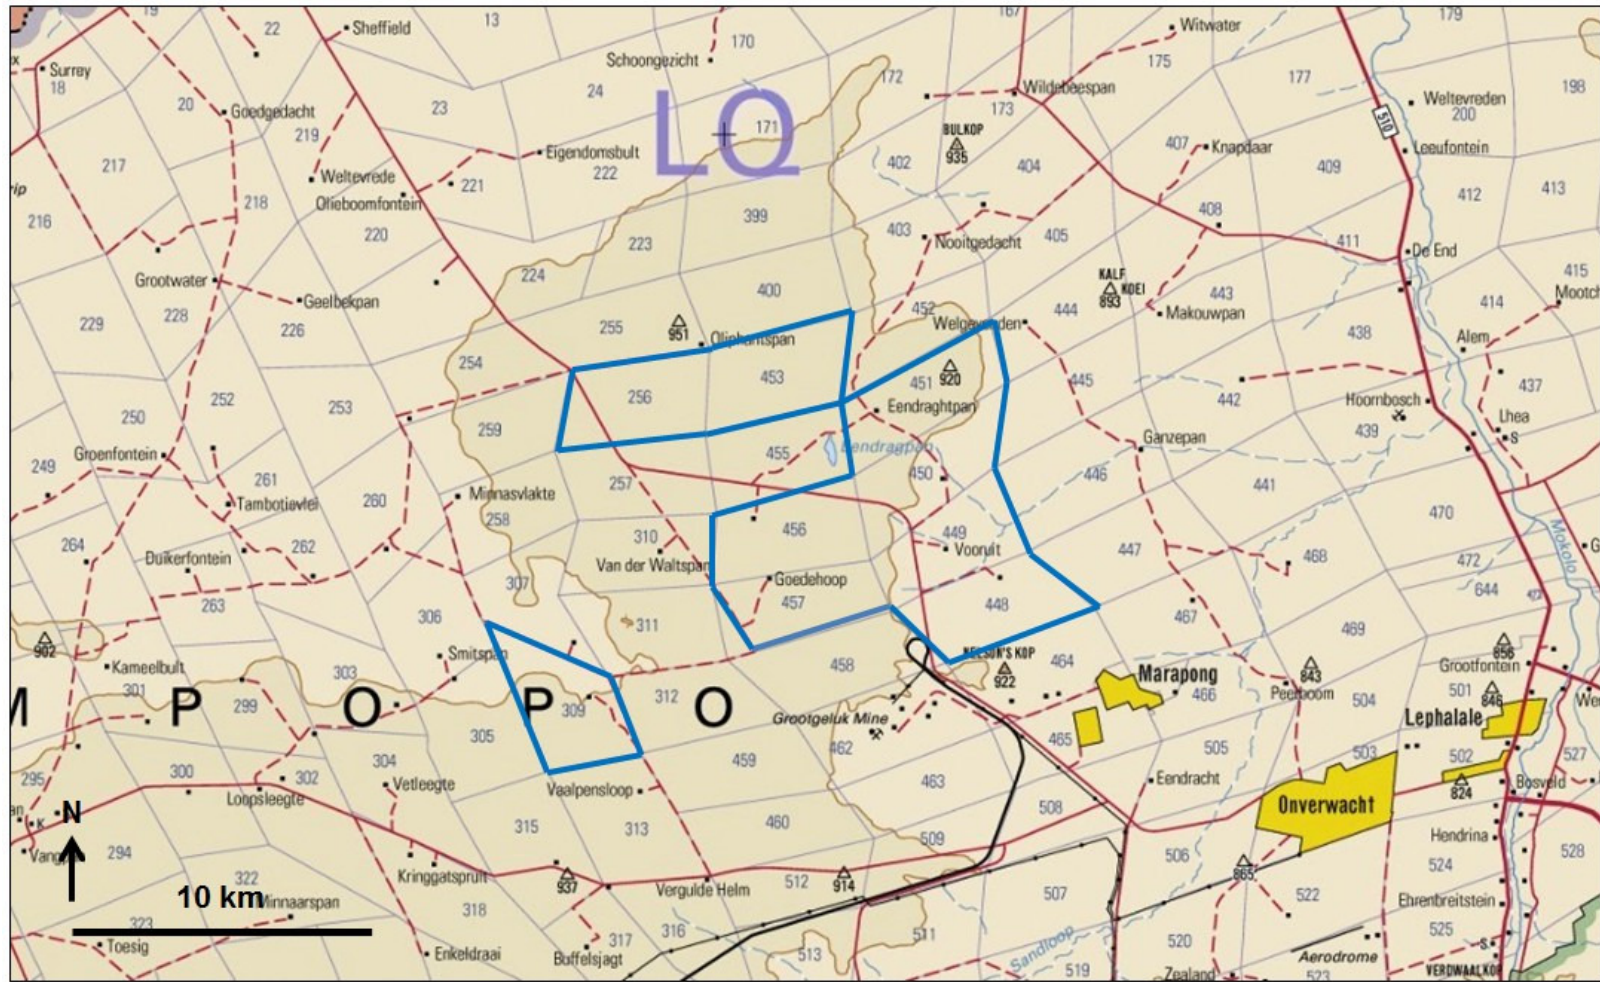 19
22
Sheffield
13
170
167
Witwater
179
Surrey
18
Schoongezicht
172
175
177
198
20
Goedgedacht
219
23
24
LQ
171
Wildebeespan
173
510
Weltevreden
200
217
Weltevrede
Olieboomfontein
221
Eigendomsbult
222
BULKOP
935
402
404
407
Knapdaar
409
Leeufontein
412
413
216
218
220
223
399
403
Nooitgedacht
405
408
411
De End
415
Grootwater
228
Geelbekpan
224
400
KALF
KOEI
893
443
414
229
226
255
951
Oliphantspan
452
Welgevreden
444
Makouwpan
438
Alem
254
252
253
256
453
451
920
445
442
Hoornbosch
437
250
Groenfontein
259
455
Eendraghtpan
439
Lhea
S
Ganzepan
249
261
Tambotievlei
260
Minnasvlakte
258
257
450
446
441
264
Duikerfontein
262
310
Van der Waltspan
456
449
Vooruit
447
468
470
472
Makolo
263
307
Goedehoop
457
448
467
644
306
311
469
902
Kameelbult
301
303
Smitspan
458
NELSON'S KOP
922
464
Marapong
466
843
Peerboom
504
856
Grootfontein
501
846
M P O P O
299
309
312
Grootgeluk Mine
462
465
505
Lephalale
503
502
527
295
300
302
305
304
Loopsleegte
Vetleegte
Vaalpensloop
459
463
Eendracht
Onverwacht
824
Bosveld
N
K
315
313
460
508
509
Hendrina
294
322
Kringgatspruit
937
Vergulde Helm
512
914
506
865
524
528
10 km
Minnaarspan
318
507
522
Ehrenbreitstein
323
Toesig
Enkeldraai
317
316
Buffelsjagt
513
511
Sandloop
519
520
Zealand
Aerodrome
523
525
S
VERDWAALKOP